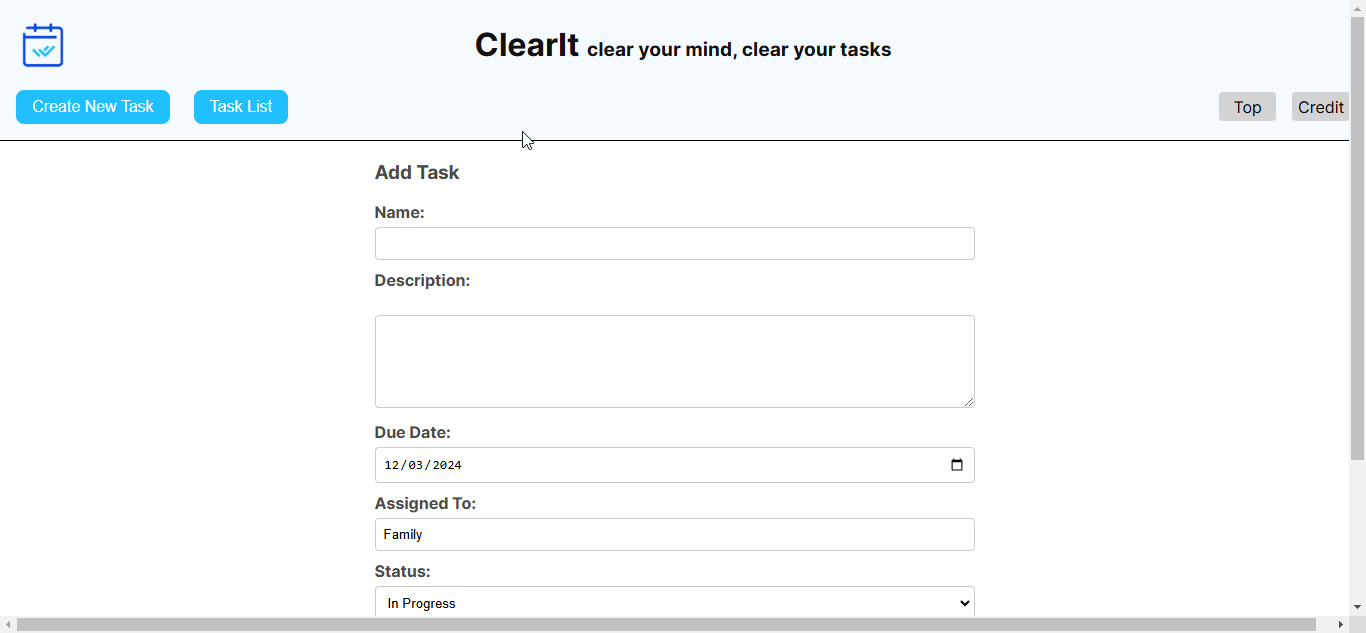 ClearIt clear your mind, clear your tasks
Create New Task Task List Top Credit
Add Task
Name:
Description:
Due Date:
12/03/2024
Assigned To:
Family
Status:
In Progress